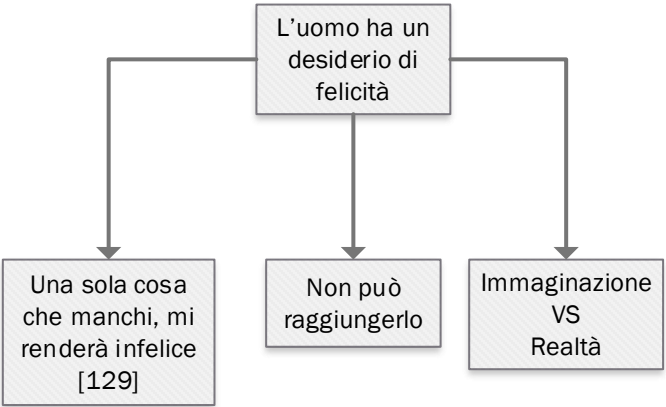 L’uomo ha un
desiderio di
felicità
Una sola cosa
che manchi, mi
renderà infelice
[129]
Non può
raggiungerlo
Immaginazione
VS
Realtà